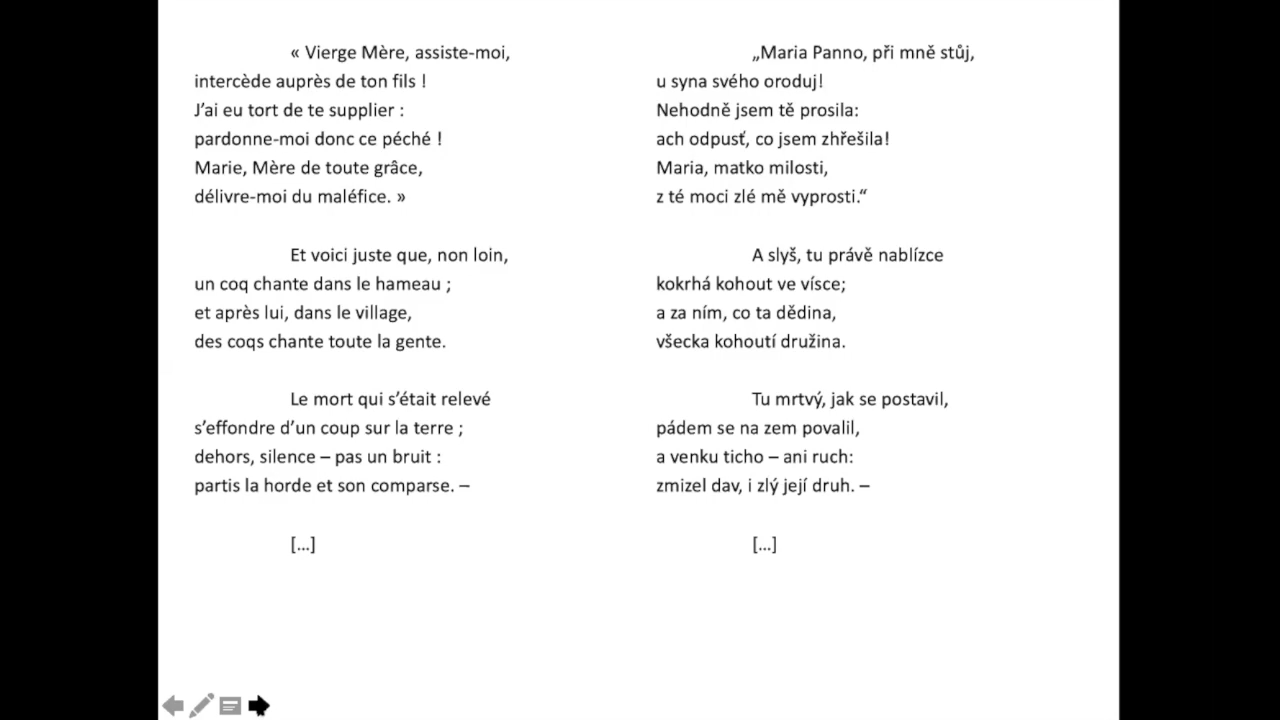 « Vierge Mère, assiste-moi,
intercède auprès de ton fils !
J’ai eu tort de te supplier :
pardonne-moi donc ce péché !
Marie, Mère de toute grâce,
délivre-moi du maléfice. »
Et voici juste que, non loin,
un coq chante dans le hameau ;
et après lui, dans le village,
des coqs chante toute la gente.
Le mort qui s’était relevé
s’effondre d’un coup sur la terre ;
dehors, silence – pas un bruit :
partis la horde et son comparse. –
[...]
„Maria Panno, při mně stůj,
u syna svého oroduj!
Nehodně jsem tě prosila:
ach odpusť, co jsem zhřešila!
Maria, matko milosti,
z té moci zlé mě vyprosti.“
A slyš, tu právě nablízce
kokrhá kohout ve vísce;
a za ním, co ta dědina,
všecka kohoutí družina.
Tu mrtvý, jak se postavil,
pádem se na zem povalil,
a venku ticho – ani ruch:
zmizel dav, i zlý její druh. –
[...]